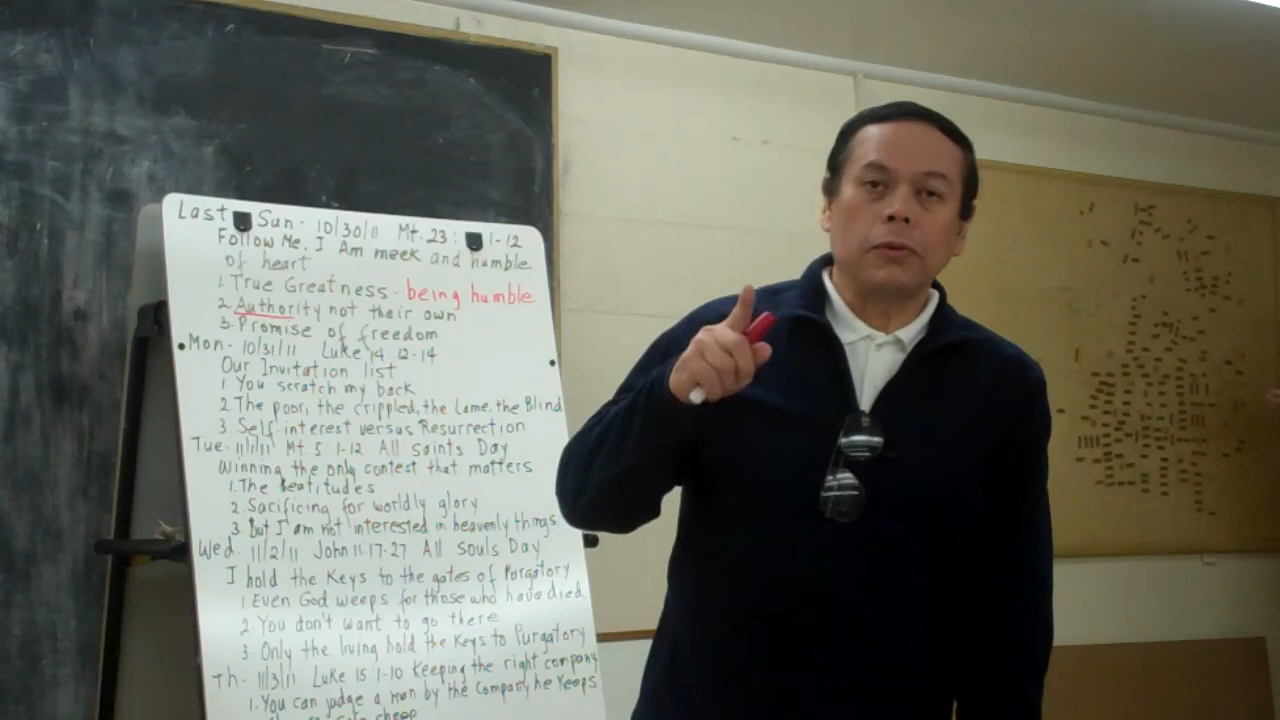 Last Sun - 10/30/11 Mt. 23: 1-12
Follow Me, I Am meek and humble
of heart
1. True Greatness - being humble
2. Authority not their own
3. Promise of freedom
Mon - 10/31/11 Luke 14. 12-14
Our Invitation list
1. You scratch my back
2. The poor, the crippled, the Lame. the Blind
3 Self-interest versus Resurrection
Tue. 11/1/11 Mt. 5 1-12 All Saints Day
Winning the only contest that matters
1. The Beatitudes
2. Sacrificing for worldly glory
3. But I am not interested in heavenly things
Wed. 11/2/11 John 11. 17-27 All Souls Day
I hold the Keys to the gates of Purgatory
1. Even God weeps for those who have died
2. You don't want to go there
3. Only the living hold the Keys to Purgatory
Th. 11/3/11 Luke 15 1-10 Keeping the right company
1. You can judge a man by the Company he Keeps